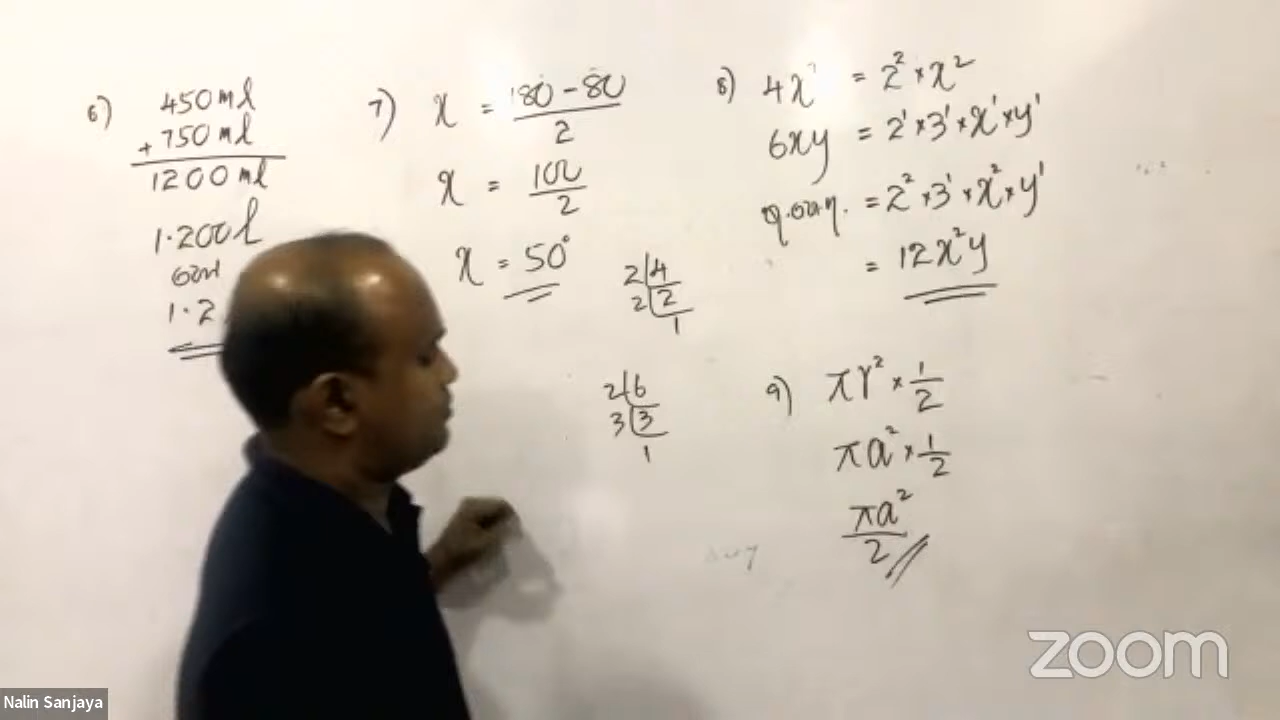 6) 450ml
+ 750ml
1200ml
1.200l
1.2
7) x = 180 - 80 / 2
x = 100 / 2
x = 50°
2 4
2 2
1
2 6
3 3
1
8) 4x² = 2² × x²
6xy = 2¹ × 3¹ × x¹ × y¹
= 2² × 3¹ × x² × y¹
= 12x²y
9) πr² × 1/2
πa² × 1/2
πa² / 2
zoom
Nalin Sanjaya